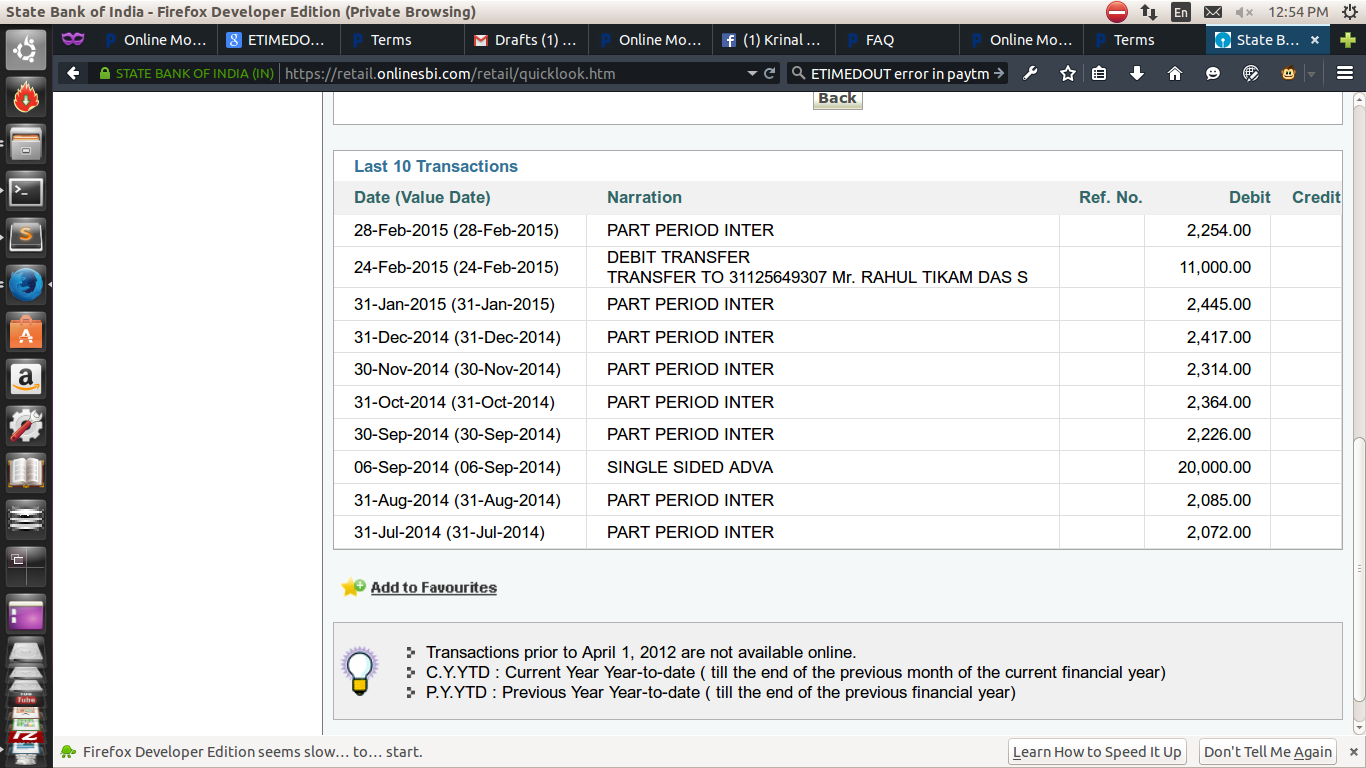 State Bank of India - Firefox Developer Edition (Private Browsing)
En
12:54 PM
Online Mo...
ETIMEDO...
Terms
Drafts (1) ...
Online Mo...
(1) Krinal ...
FAQ
Online Mo...
Terms
State B...
STATE BANK OF INDIA (IN)
https://retail.onlinesbi.com/retail/quicklook.htm
ETIMEDOUT error in paytm
Back
Last 10 Transactions
Date (Value Date) Narration Ref. No. Debit Credit
28-Feb-2015 (28-Feb-2015) PART PERIOD INTER 2,254.00
24-Feb-2015 (24-Feb-2015) DEBIT TRANSFER 11,000.00
TRANSFER TO 31125649307 Mr. RAHUL TIKAM DAS S
31-Jan-2015 (31-Jan-2015) PART PERIOD INTER 2,445.00
31-Dec-2014 (31-Dec-2014) PART PERIOD INTER 2,417.00
30-Nov-2014 (30-Nov-2014) PART PERIOD INTER 2,314.00
31-Oct-2014 (31-Oct-2014) PART PERIOD INTER 2,364.00
30-Sep-2014 (30-Sep-2014) PART PERIOD INTER 2,226.00
06-Sep-2014 (06-Sep-2014) SINGLE SIDED ADVA 20,000.00
31-Aug-2014 (31-Aug-2014) PART PERIOD INTER 2,085.00
31-Jul-2014 (31-Jul-2014) PART PERIOD INTER 2,072.00
Add to Favourites
Transactions prior to April 1, 2012 are not available online.
C.Y.YTD : Current Year Year-to-date ( till the end of the previous month of the current financial year)
P.Y.YTD : Previous Year Year-to-date ( till the end of the previous financial year)
Firefox Developer Edition seems slow... to... start.
Learn How to Speed It Up
Don't Tell Me Again